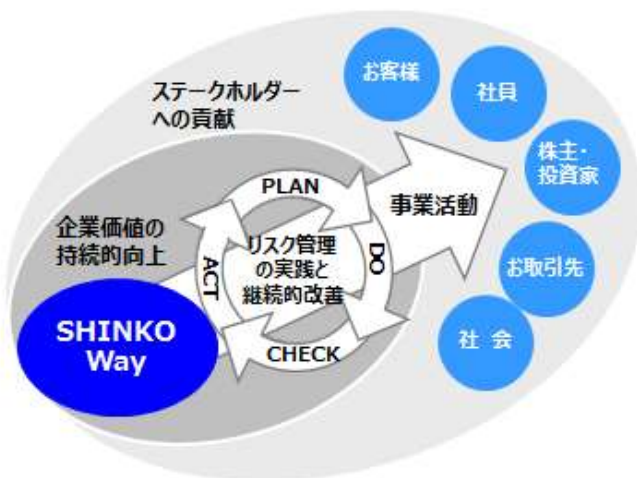 ステークホルダー
への貢献
お客様
社員
株主・
投資家
お取引先
社 会
企業価値の
持続的向上
SHINKO
Way
PLAN
DO
CHECK
ACT
リスク管理
の実践と
継続的改善
事業活動